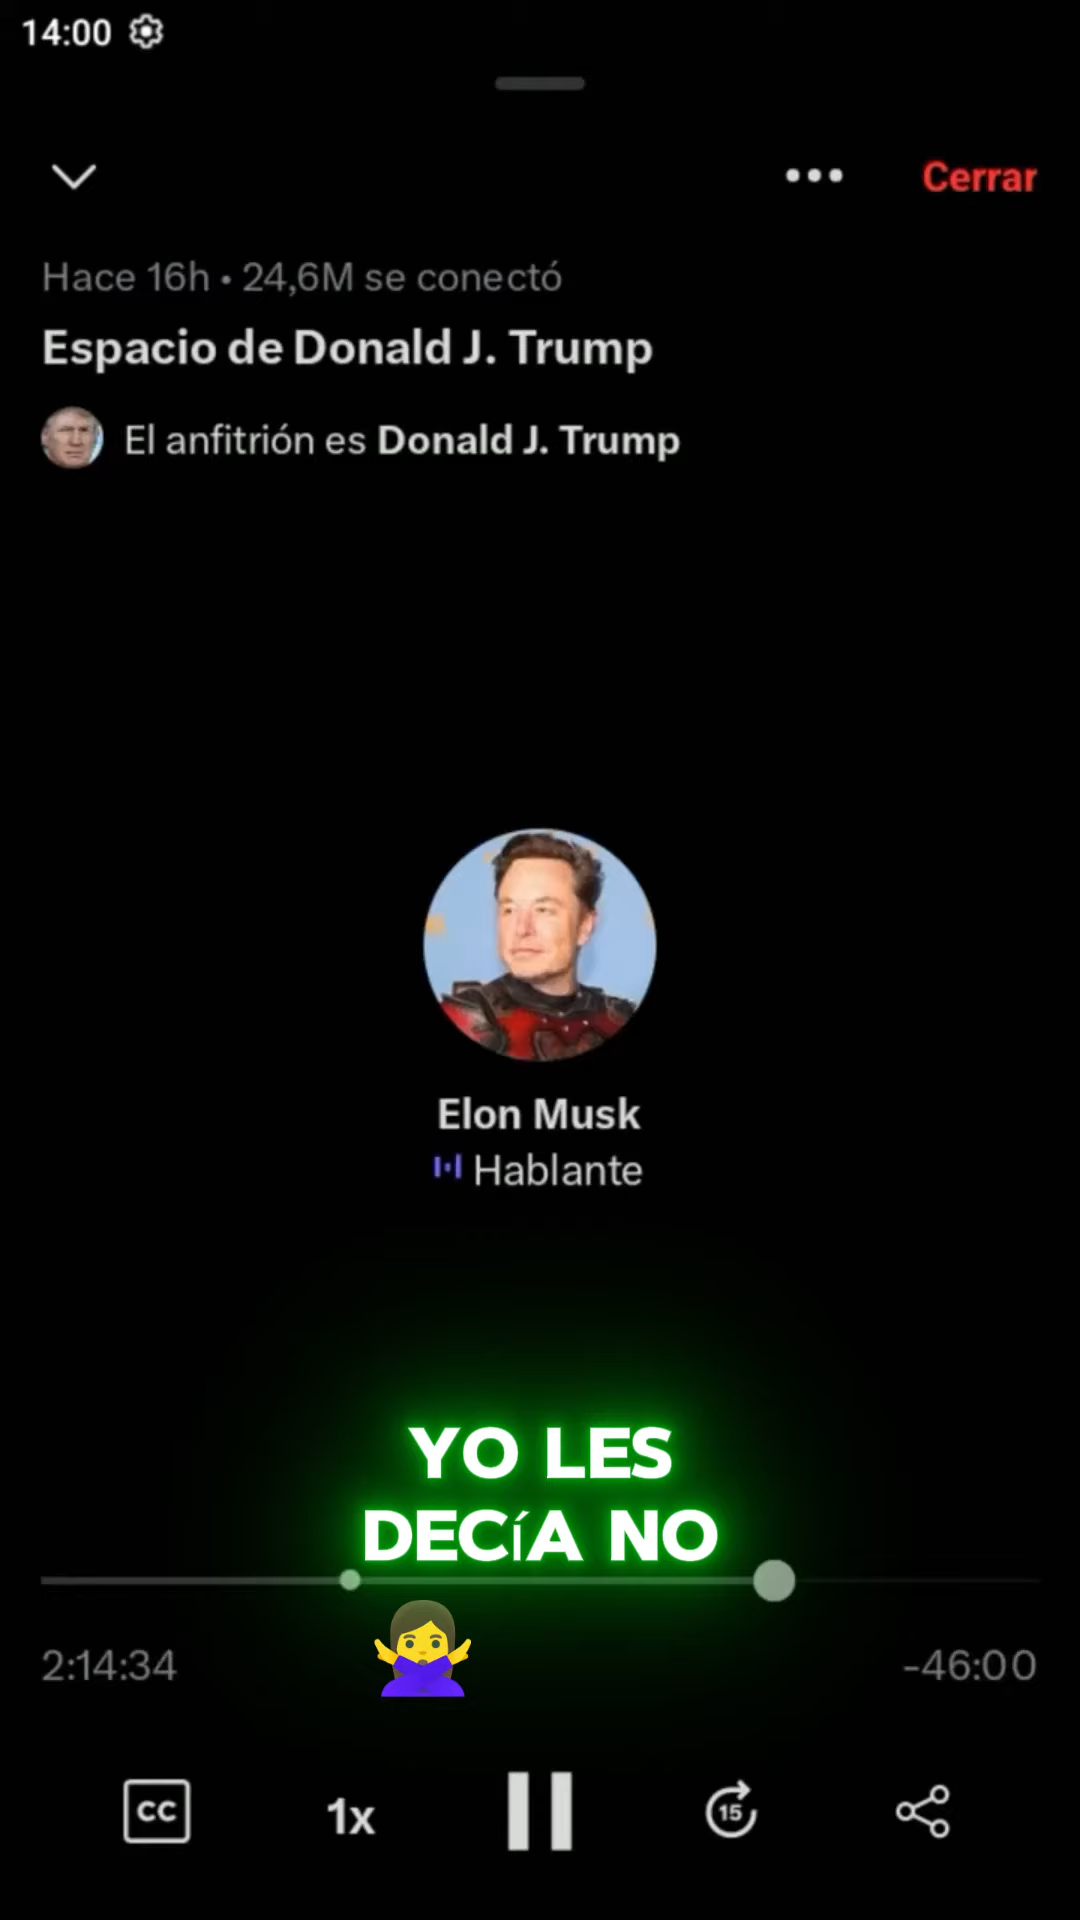 14:00
Cerrar
Hace 16h • 24,6M se conectó
Espacio de Donald J. Trump
El anfitrión es Donald J. Trump
Elon Musk
Hablante
YO LES
DECíA NO
2:14:34
-46:00
CC
1x
15